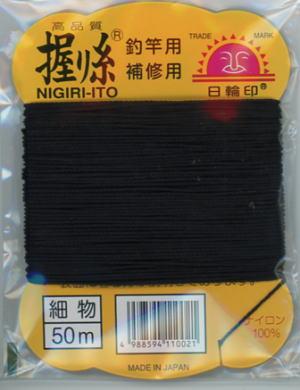 高品質
握り糸®
NIGIRI-ITO
釣竿用
補修用
TRADE MARK
日輪印®
細物
50m
4 988594 110021
ナイロン
100%
MADE IN JAPAN